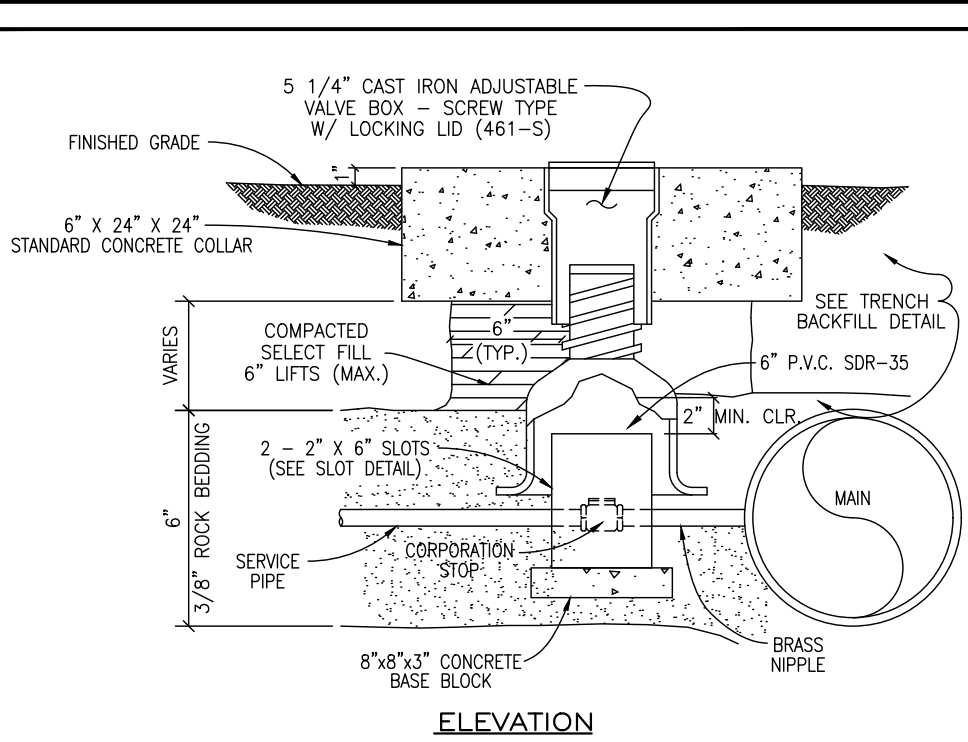 5 1/4” CAST IRON ADJUSTABLE
VALVE BOX – SCREW TYPE
W/ LOCKING LID (461–S)
FINISHED GRADE
1”
6” X 24” X 24”
STANDARD CONCRETE COLLAR
SEE TRENCH
BACKFILL DETAIL
VARIES
COMPACTED
SELECT FILL
6” LIFTS (MAX.)
6”
(TYP.)
6” P.V.C. SDR–35
2” MIN. CLR.
2 – 2” X 6” SLOTS
(SEE SLOT DETAIL)
6”
3/8” ROCK BEDDING
MAIN
SERVICE
PIPE
CORPORATION
STOP
BRASS
NIPPLE
8”x8”x3” CONCRETE
BASE BLOCK
ELEVATION